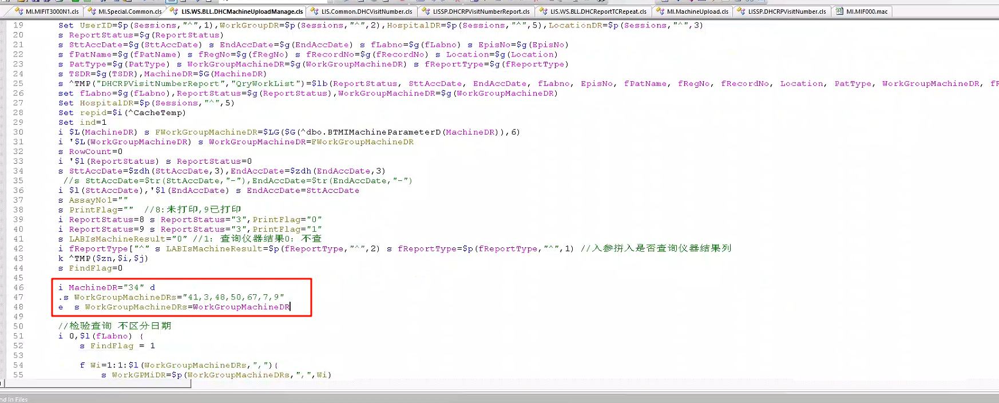 MI.MIFIT3000N1.cls MI.Special.Common.cls LIS.WS.BLL.DHCMachineUploadManage.cls LIS.Common.DHCVisitNumber.cls LISSP.DHCRPVisitNumberReport.cls LIS.WS.BLL.DHCReportTCRepeat.cls MI.MachineUpload.cls LISSP.DHCRPVisitNumber.cls MI.MIF000.mac
19 Set UserID=$p(Sessions,"^",1),WorkGroupDR=$p(Sessions,"^",2),HospitalDR=$p(Sessions,"^",5),LocationDR=$p(Sessions,"^",3)
20 s ReportStatus=$g(ReportStatus)
21 s SttAccDate=$g(SttAccDate) s EndAccDate=$g(EndAccDate) s fLabno=$g(fLabno) s EpisNo=$g(EpisNo)
22 s fPatName=$g(fPatName) s fRegNo=$g(fRegNo) s fRecordNo=$g(fRecordNo) s Location=$g(Location)
23 s PatType=$g(PatType) s WorkGroupMachineDR=$g(WorkGroupMachineDR) s fReportType=$g(fReportType)
24 s TSDR=$g(TSDR),MachineDR=$G(MachineDR)
25 s ^TMP("DHCRPVisitNumberReport","QryWorkList")=$lb(ReportStatus, SttAccDate, EndAccDate, fLabno, EpisNo, fPatName, fRegNo, fRecordNo, Location, PatType, WorkGroupMachineDR, fR
26 set fLabno=$g(fLabno),ReportStatus=$g(ReportStatus),WorkGroupMachineDR=$g(WorkGroupMachineDR)
27 Set HospitalDR=$p(Sessions,"^",5)
28 Set repid=$i(^CacheTemp)
29 Set ind=1
30 i $L(MachineDR) s FWorkGroupMachineDR=$LG($G(^dbo.BTMIMachineParameterD(MachineDR)),6)
31 i '$L(WorkGroupMachineDR) s WorkGroupMachineDR=FWorkGroupMachineDR
32 s RowCount=0
33 i '$l(ReportStatus) s ReportStatus=0
34 s SttAccDate=$zdh(SttAccDate,3),EndAccDate=$zdh(EndAccDate,3)
35 //s SttAccDate=$tr(SttAccDate,"-"),EndAccDate=$tr(EndAccDate,"-")
36 i $l(SttAccDate),'$l(EndAccDate) s EndAccDate=SttAccDate
37 s AssayNo1=""
38 s PrintFlag="" //8:未打印,9已打印
39 i ReportStatus=8 s ReportStatus="3",PrintFlag="0"
40 i ReportStatus=9 s ReportStatus="3",PrintFlag="1"
41 s LABIsMachineResult="0" //1: 查询仪器结果0: 不查
42 i fReportType["^" s LABIsMachineResult=$p(fReportType,"^",2) s fReportType=$p(fReportType,"^",1) //入参拼入是否查询仪器结果列
43 k ^TMP($zn,$i,$j)
44 s FindFlag=0
45
46 i MachineDR="34" d
47 .s WorkGroupMachineDRs="41,3,48,50,67,7,9"
48 e  s WorkGroupMachineDRs=WorkGroupMachineDR
49
50 //检验查询 不区分日期
51 i 0,$l(fLabno) {
52 s FindFlag = 1
53
54 f Wi=1:1:$l(WorkGroupMachineDRs,","){
55 s WorkGPMiDR=$p(WorkGroupMachineDRs,",",Wi)
nd In Files